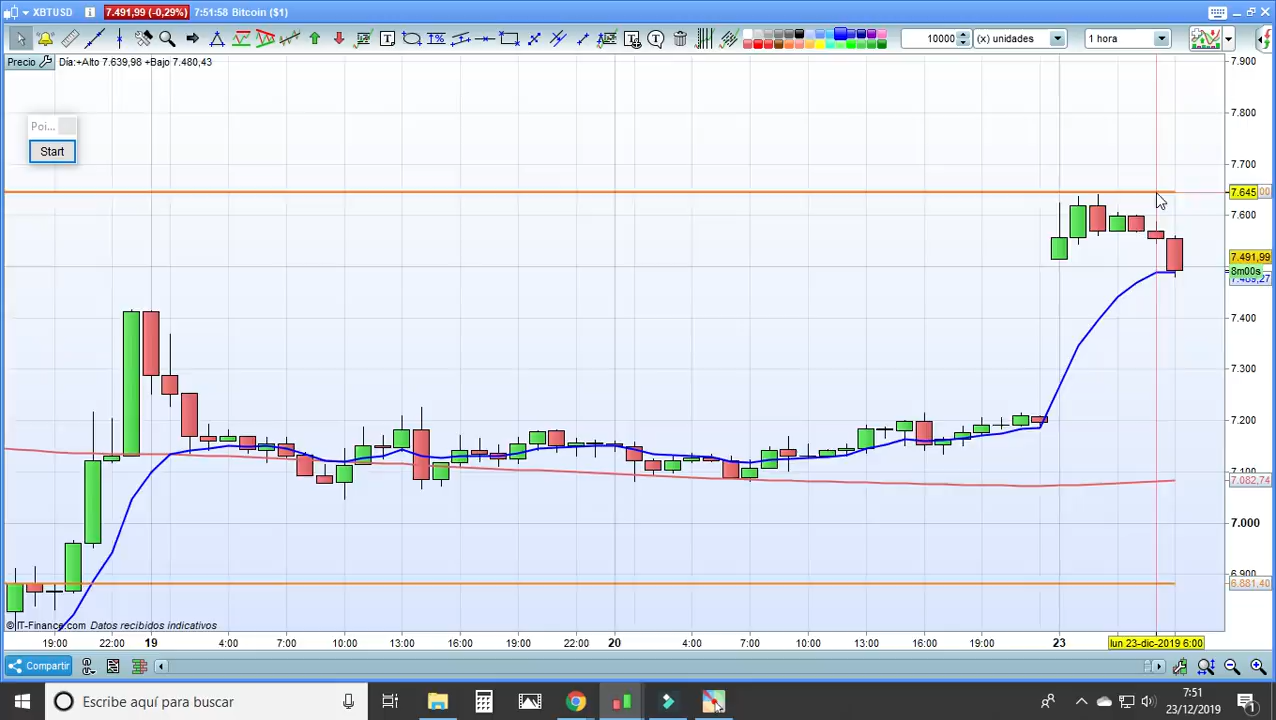 XBTUSD
7.491,99 (-0,29%)
7:51:58 Bitcoin ($1)
10000
(x) unidades
1 hora
Precio
Día:+Alto 7.639,98 +Bajo 7.480,43
Poi...
Start
7.900
7.800
7.700
7.645
00
7.600
7.491,99
8m00s
7.400
7.300
7.200
7.100
7.082,74
7.000
6.900
6.881,40
© IT-Finance.com Datos recibidos indicativos
19:00 22:00 19 4:00 7:00 10:00 13:00 16:00 19:00 22:00 20 4:00 7:00 10:00 13:00 16:00 19:00 23 lun 23-dic-2019 6:00
Compartir
Escribe aquí para buscar
7:51
23/12/2019
1